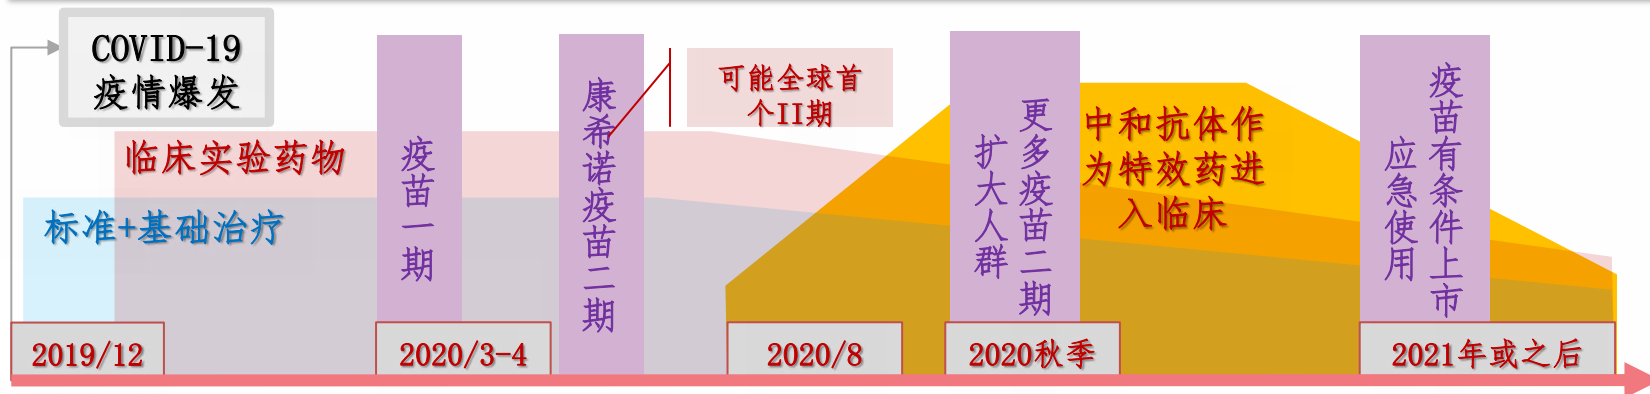 COVID-19
疫情爆发
临床实验药物
标准+基础治疗
疫苗一期
康希诺疫苗二期
可能全球首
个II期
更多疫苗二期
扩大人群
中和抗体作
为特效药进
入临床
疫苗有条件上市
应急使用
2019/12
2020/3-4
2020/8
2020秋季
2021年或之后